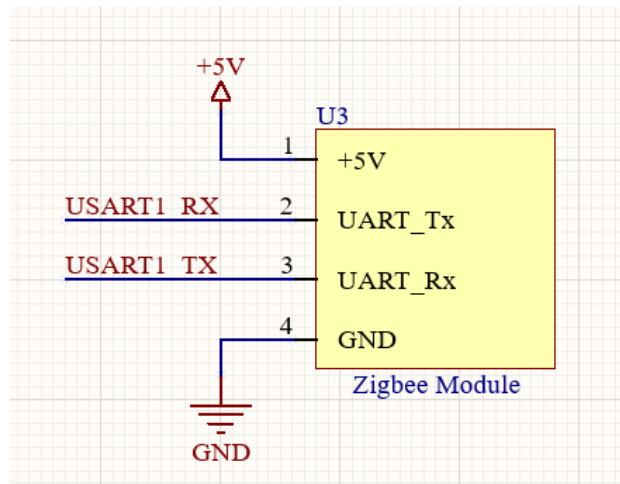 +5V
U3
1 +5V
USART1_RX 2 UART_Tx
USART1_TX 3 UART_Rx
4 GND
Zigbee Module
GND